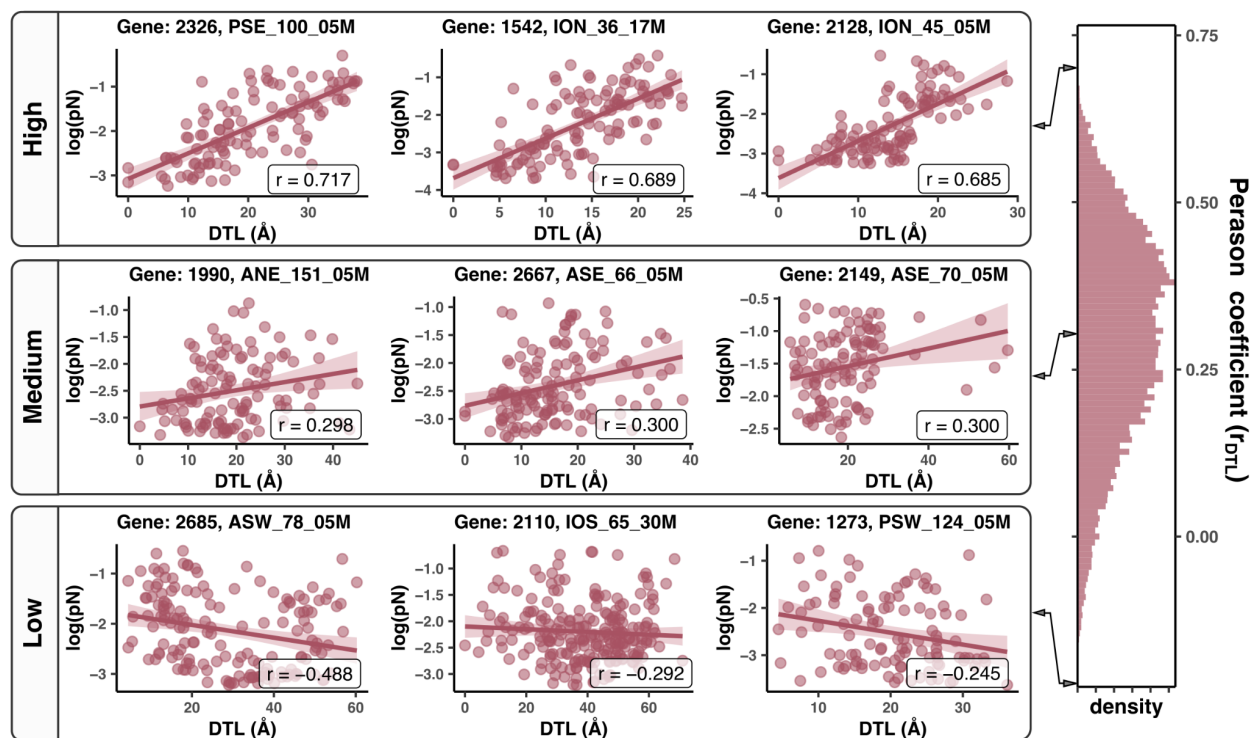 High
Gene: 2326, PSE_100_05M
log(pN)
−1
−2
−3
0 10 20 30
DTL (Å)
r = 0.717
Gene: 1542, ION_36_17M
log(pN)
−1
−2
−3
−4
0 5 10 15 20 25
DTL (Å)
r = 0.689
Gene: 2128, ION_45_05M
log(pN)
−1
−2
−3
−4
0 10 20 30
DTL (Å)
r = 0.685
Medium
Gene: 1990, ANE_151_05M
log(pN)
−1.0
−1.5
−2.0
−2.5
−3.0
0 10 20 30 40
DTL (Å)
r = 0.298
Gene: 2667, ASE_66_05M
log(pN)
−1.0
−1.5
−2.0
−2.5
−3.0
0 10 20 30 40
DTL (Å)
r = 0.300
Gene: 2149, ASE_70_05M
log(pN)
−0.5
−1.0
−1.5
−2.0
−2.5
20 40 60
DTL (Å)
r = 0.300
Low
Gene: 2685, ASW_78_05M
log(pN)
−1
−2
−3
20 40 60
DTL (Å)
r = −0.488
Gene: 2110, IOS_65_30M
log(pN)
−1.0
−1.5
−2.0
−2.5
−3.0
0 20 40 60
DTL (Å)
r = −0.292
Gene: 1273, PSW_124_05M
log(pN)
−1
−2
−3
10 20 30
DTL (Å)
r = −0.245
0.75
0.50
0.25
0.00
Perason coefficient (rDTL)
density